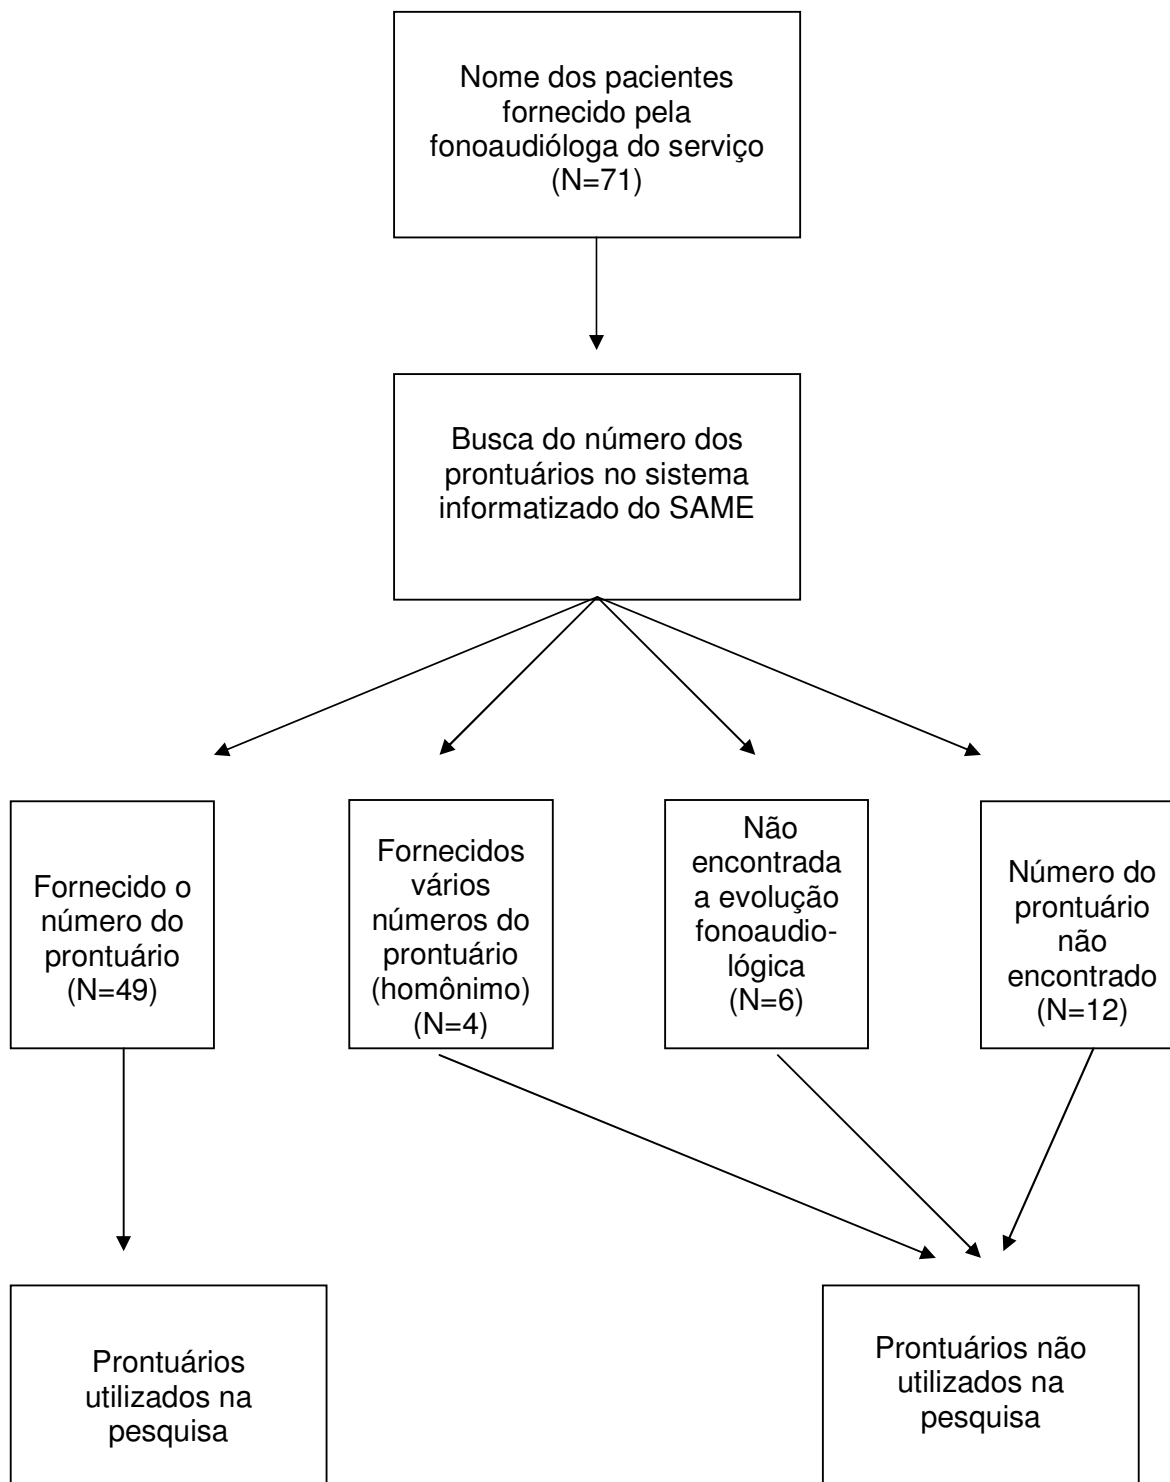 Nome dos pacientes
fornecido pela
fonoaudióloga do serviço
(N=71)
Busca do número dos
prontuários no sistema
informatizado do SAME
Fornecido o
número do
prontuário
(N=49)
Fornecidos
vários
números do
prontuário
(homônimo)
(N=4)
Não
encontrada
a evolução
fonoaudio-
lógica
(N=6)
Número do
prontuário
não
encontrado
(N=12)
Prontuários
utilizados na
pesquisa
Prontuários não
utilizados na
pesquisa